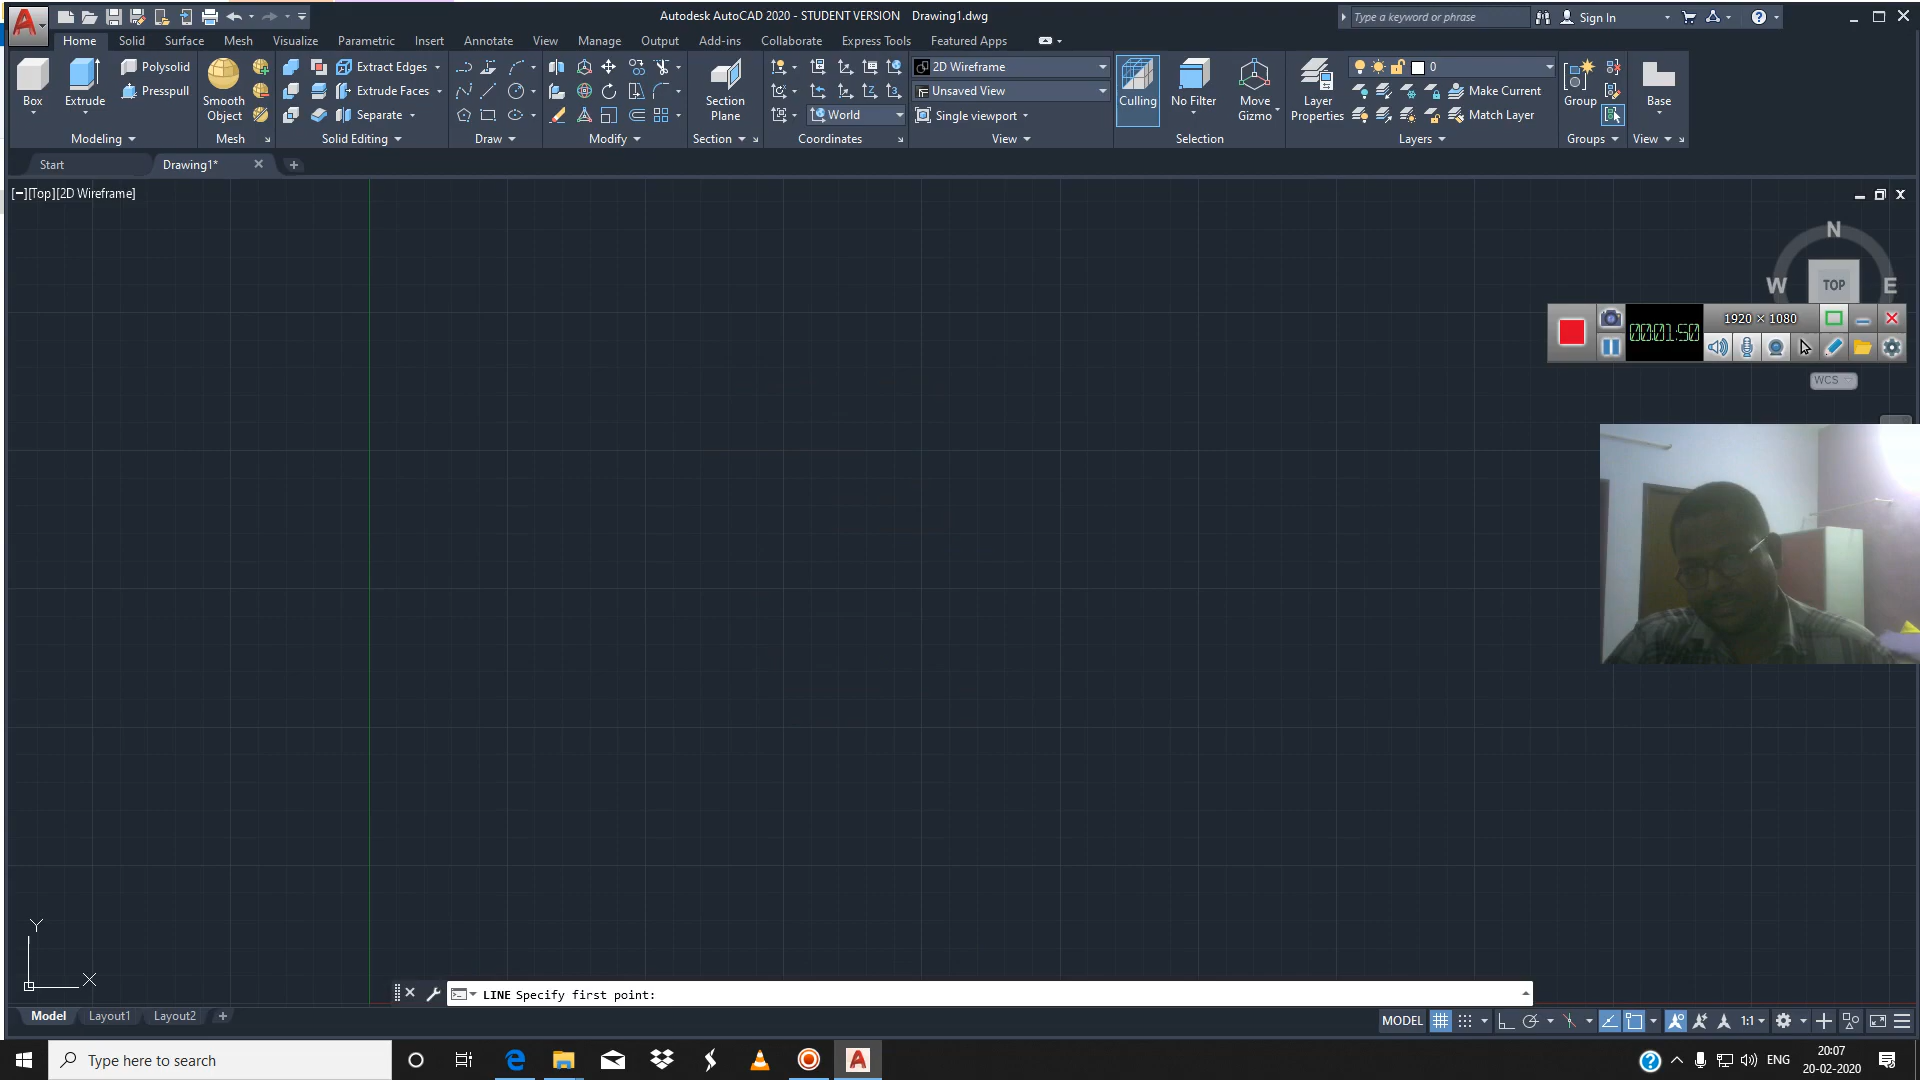 Autodesk AutoCAD 2020 - STUDENT VERSION Drawing1.dwg
Type a keyword or phrase
Sign In
Home Solid Surface Mesh Visualize Parametric Insert Annotate View Manage Output Add-ins Collaborate Express Tools Featured Apps
Box
Extrude
Polysolid
Presspull
Modeling
Smooth
Object
Mesh
Extract Edges
Extrude Faces
Separate
Solid Editing
Draw
Modify
Section
Plane
Section
World
Coordinates
2D Wireframe
Unsaved View
Single viewport
View
Culling
No Filter
Move
Gizmo
Selection
Layer
Properties
0
Make Current
Match Layer
Layers
Group
Groups
Base
View
Start
Drawing1*
[−][Top][2D Wireframe]
N
W TOP E
00:01:50
1920 × 1080
WCS
Y
X
LINE Specify first point:
Model Layout1 Layout2
MODEL
1:1
Type here to search
ENG
20:07
20-02-2020